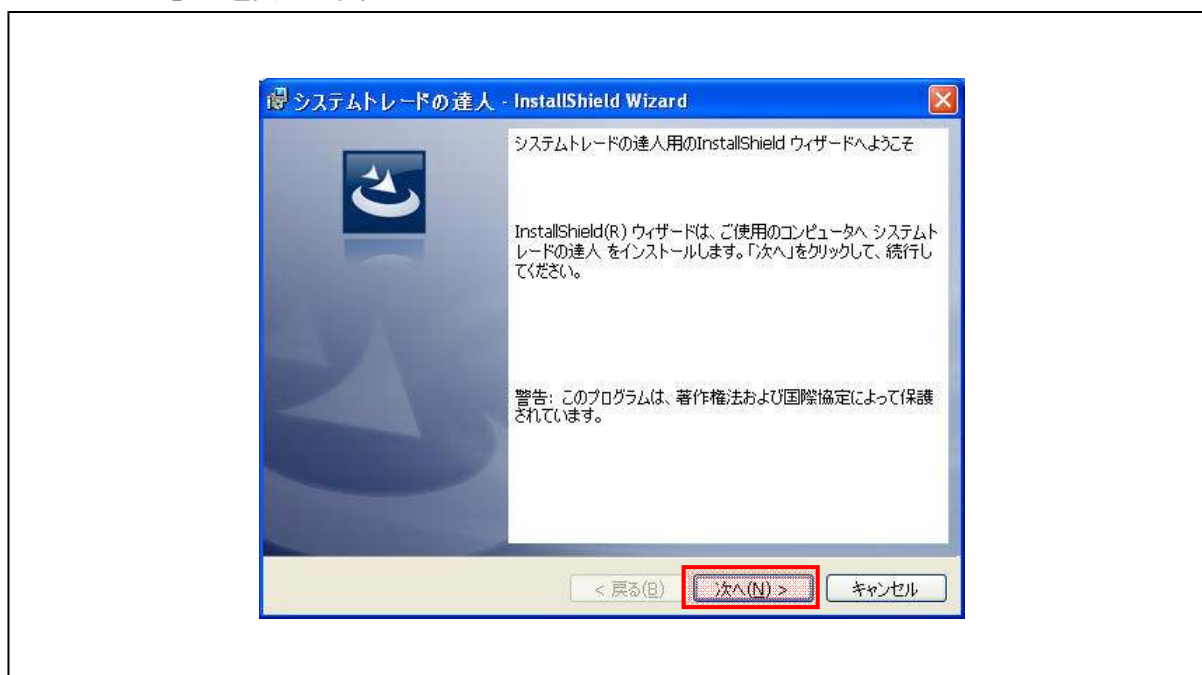 システムトレードの達人 - InstallShield Wizard
システムトレードの達人用のInstallShield ウィザードへようこそ
InstallShield(R) ウィザードは、ご使用のコンピュータへ システムト
レードの達人 をインストールします。「次へ」をクリックして、続行し
てください。
警告: このプログラムは、著作権法および国際協定によって保護
されています。
< 戻る(B)
次へ(N) >
キャンセル